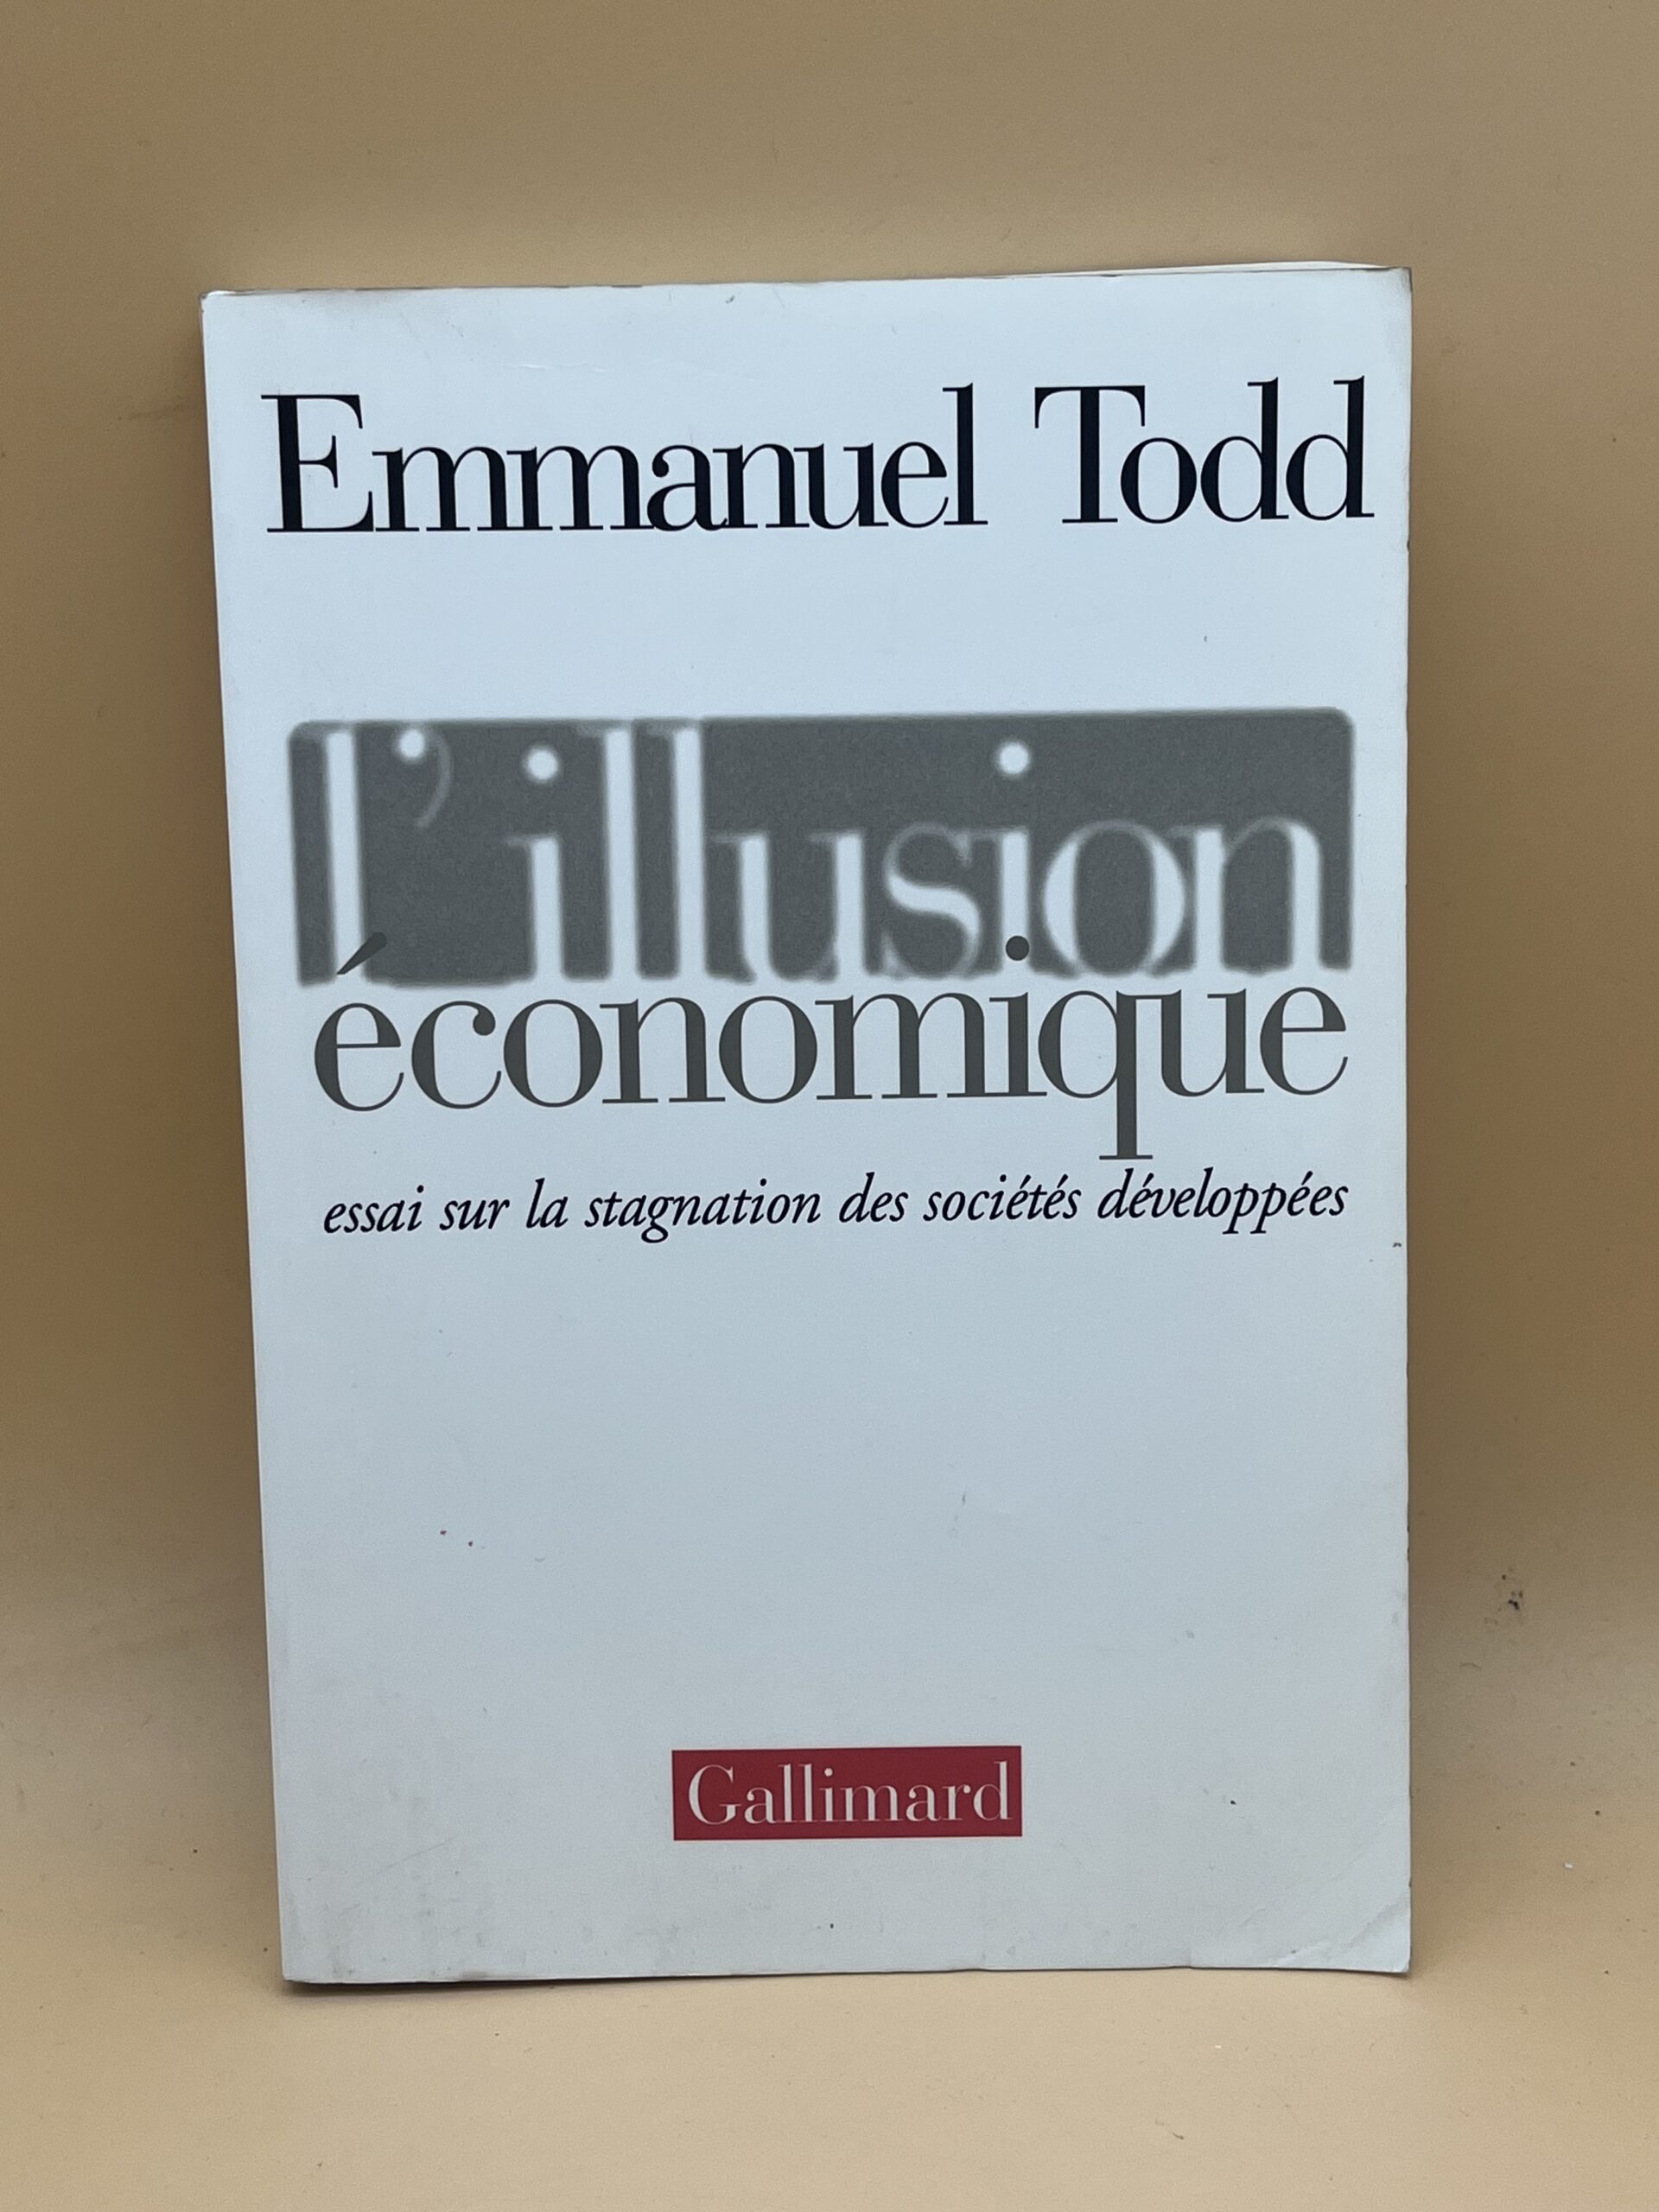 Emmanuel Todd
l'illusion
économique
essai sur la stagnation des sociétés développées
Gallimard